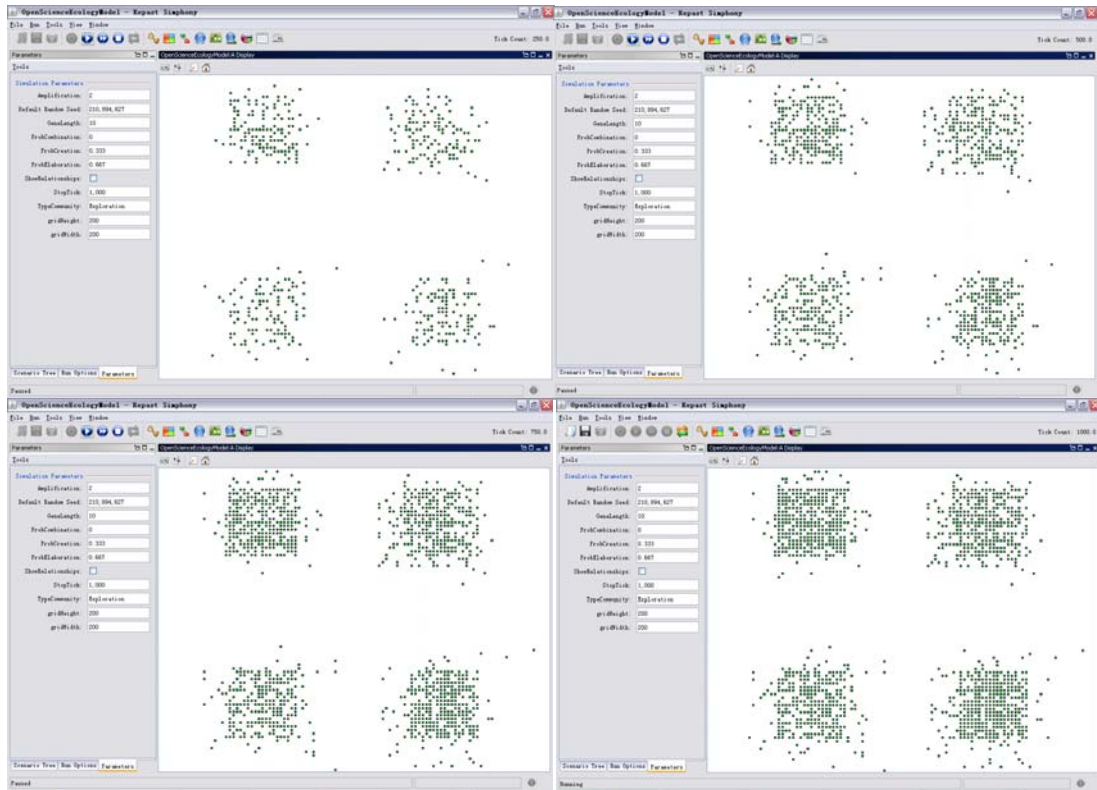 OpenScienceEcologyModel - Repast Simphony
File Run Tools View Window
Tick Count: 250.0
Parameters
OpenScienceEcologyModel A Display
Tools
Simulation Parameters
Amplification: 2
Default Random Seed: 210,894,827
GeneLength: 10
ProbCombination: 0
ProbCreation: 0.333
ProbElaboration: 0.667
ShowRelationships:
StopTick: 1,000
TypeCommunity: Exploration
gridHeight: 200
gridWidth: 200
Scenario Tree Run Options Parameters
Paused
OpenScienceEcologyModel - Repast Simphony
File Run Tools View Window
Tick Count: 500.0
Parameters
OpenScienceEcologyModel A Display
Tools
Simulation Parameters
Amplification: 2
Default Random Seed: 210,894,827
GeneLength: 10
ProbCombination: 0
ProbCreation: 0.333
ProbElaboration: 0.667
ShowRelationships:
StopTick: 1,000
TypeCommunity: Exploration
gridHeight: 200
gridWidth: 200
Scenario Tree Run Options Parameters
Paused
OpenScienceEcologyModel - Repast Simphony
File Run Tools View Window
Tick Count: 750.0
Parameters
OpenScienceEcologyModel A Display
Tools
Simulation Parameters
Amplification: 2
Default Random Seed: 210,894,827
GeneLength: 10
ProbCombination: 0
ProbCreation: 0.333
ProbElaboration: 0.667
ShowRelationships:
StopTick: 1,000
TypeCommunity: Exploration
gridHeight: 200
gridWidth: 200
Scenario Tree Run Options Parameters
Paused
OpenScienceEcologyModel - Repast Simphony
File Run Tools View Window
Tick Count: 1000.0
Parameters
OpenScienceEcologyModel A Display
Tools
Simulation Parameters
Amplification: 2
Default Random Seed: 210,894,827
GeneLength: 10
ProbCombination: 0
ProbCreation: 0.333
ProbElaboration: 0.667
ShowRelationships:
StopTick: 1,000
TypeCommunity: Exploration
gridHeight: 200
gridWidth: 200
Scenario Tree Run Options Parameters
Running